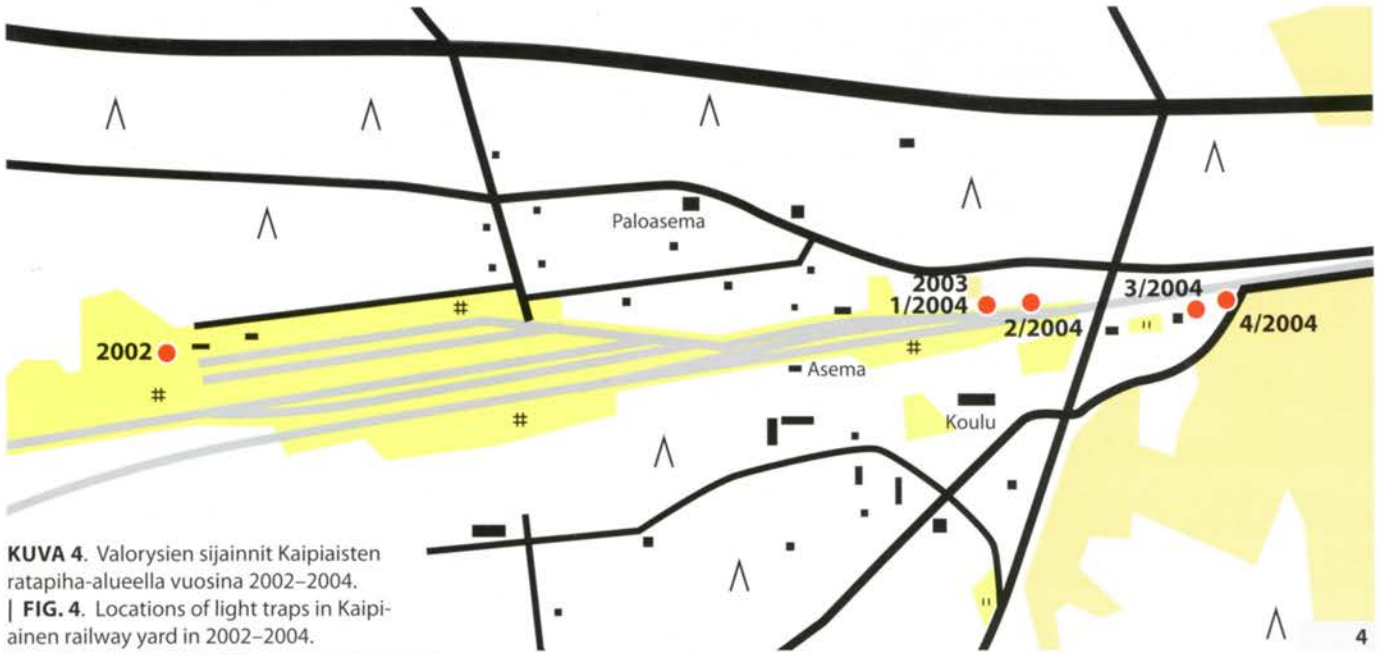 Paloasema
2003
1/2004
3/2004
2002
2/2004
4/2004
Asema
Koulu
KUVA 4. Valorysien sijainnit Kaipiaisten
ratapiha-alueella vuosina 2002–2004.
| FIG. 4. Locations of light traps in Kaipi-
ainen railway yard in 2002–2004.
4